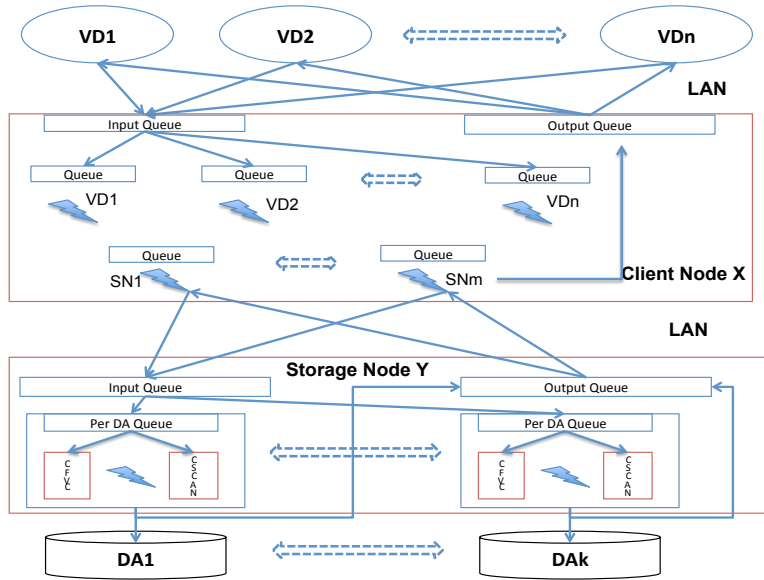 VD1
VD2
VDn
LAN
Input Queue
Output Queue
Queue
Queue
Queue
VD1
VD2
VDn
Queue
Queue
SN1
SNm
Client Node X
LAN
Storage Node Y
Input Queue
Output Queue
Per DA Queue
Per DA Queue
CFVC
CSCAN
CFVC
CSCAN
DA1
DAk